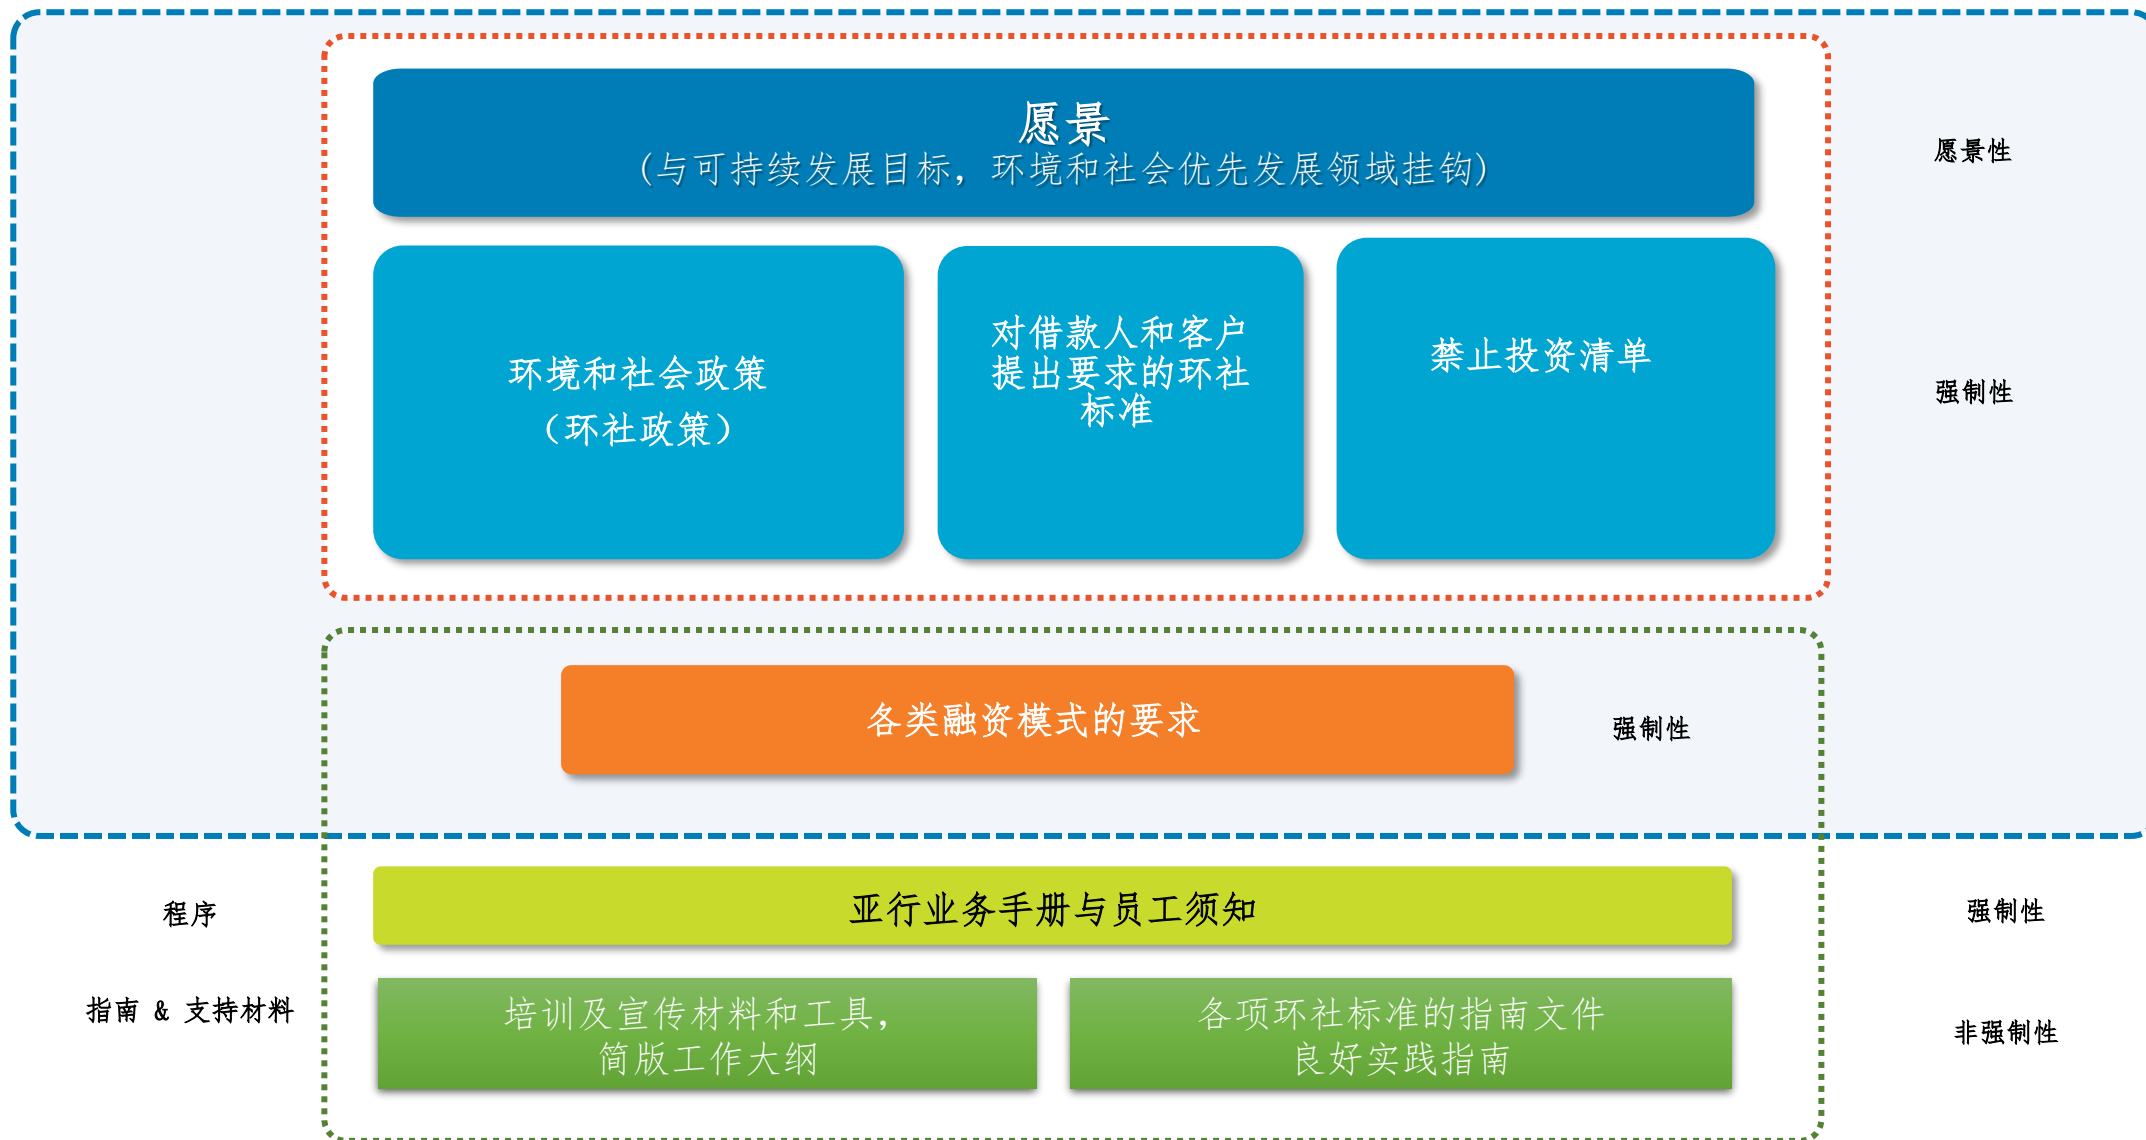 愿景
(与可持续发展目标，环境和社会优先发展领域挂钩)
愿景性
环境和社会政策
（环社政策）
对借款人和客户
提出要求的环社
标准
禁止投资清单
强制性
各类融资模式的要求
强制性
程序
亚行业务手册与员工须知
强制性
指南 & 支持材料
培训及宣传材料和工具，
简版工作大纲
各项环社标准的指南文件
良好实践指南
非强制性